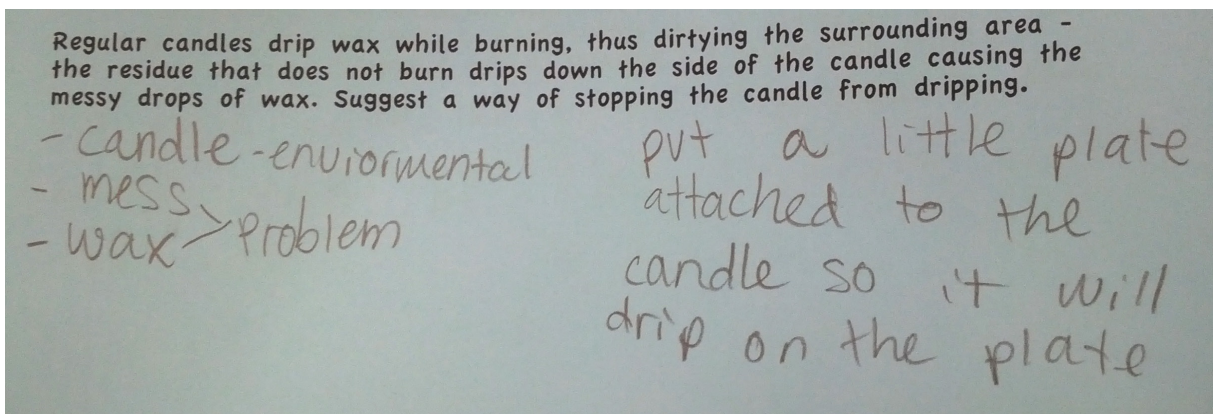 Regular candles drip wax while burning, thus dirtying the surrounding area -
the residue that does not burn drips down the side of the candle causing the
messy drops of wax. Suggest a way of stopping the candle from dripping.
- candle - enviormental
- mess
- wax > problem
put a little plate
attached to the
candle so it will
drip on the plate